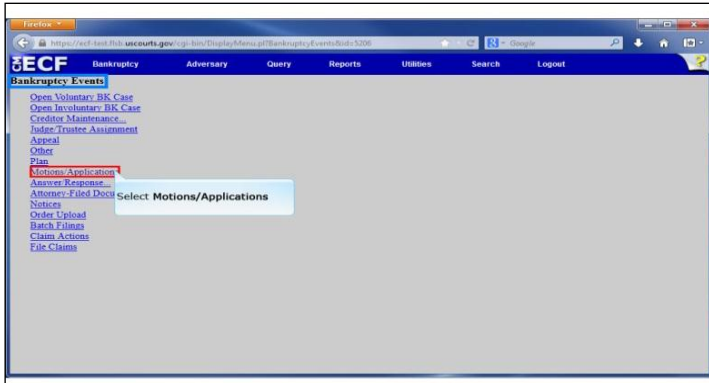 Firefox
https://ecf-test.flsb.uscourts.gov/cgi-bin/DisplayMenu.pl?BankruptcyEvents&id=5206
Google
ECF Bankruptcy Adversary Query Reports Utilities Search Logout ?
Bankruptcy Events
Open Voluntary BK Case
Open Involuntary BK Case
Creditor Maintenance...
Judge/Trustee Assignment
Appeal
Other
Plan
Motions/Applications
Answer/Response...
Attorney-Filed Docu
Select Motions/Applications
Notices
Order Upload
Batch Filings
Claim Actions
File Claims